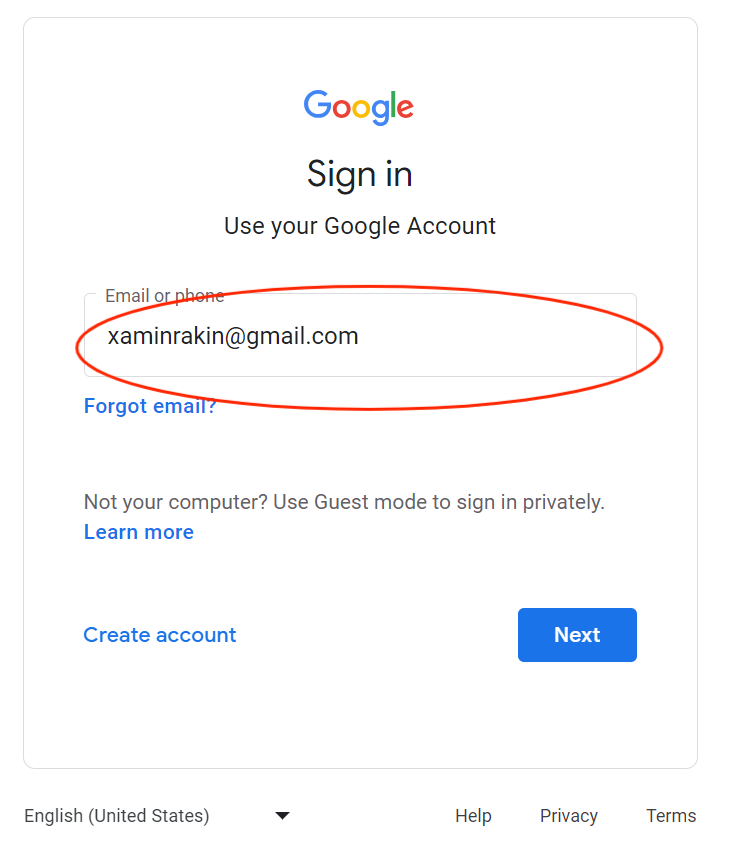 Google
Sign in
Use your Google Account
Email or phone
xaminrakin@gmail.com
Forgot email?
Not your computer? Use Guest mode to sign in privately.
Learn more
Create account
Next
English (United States)
Help
Privacy
Terms